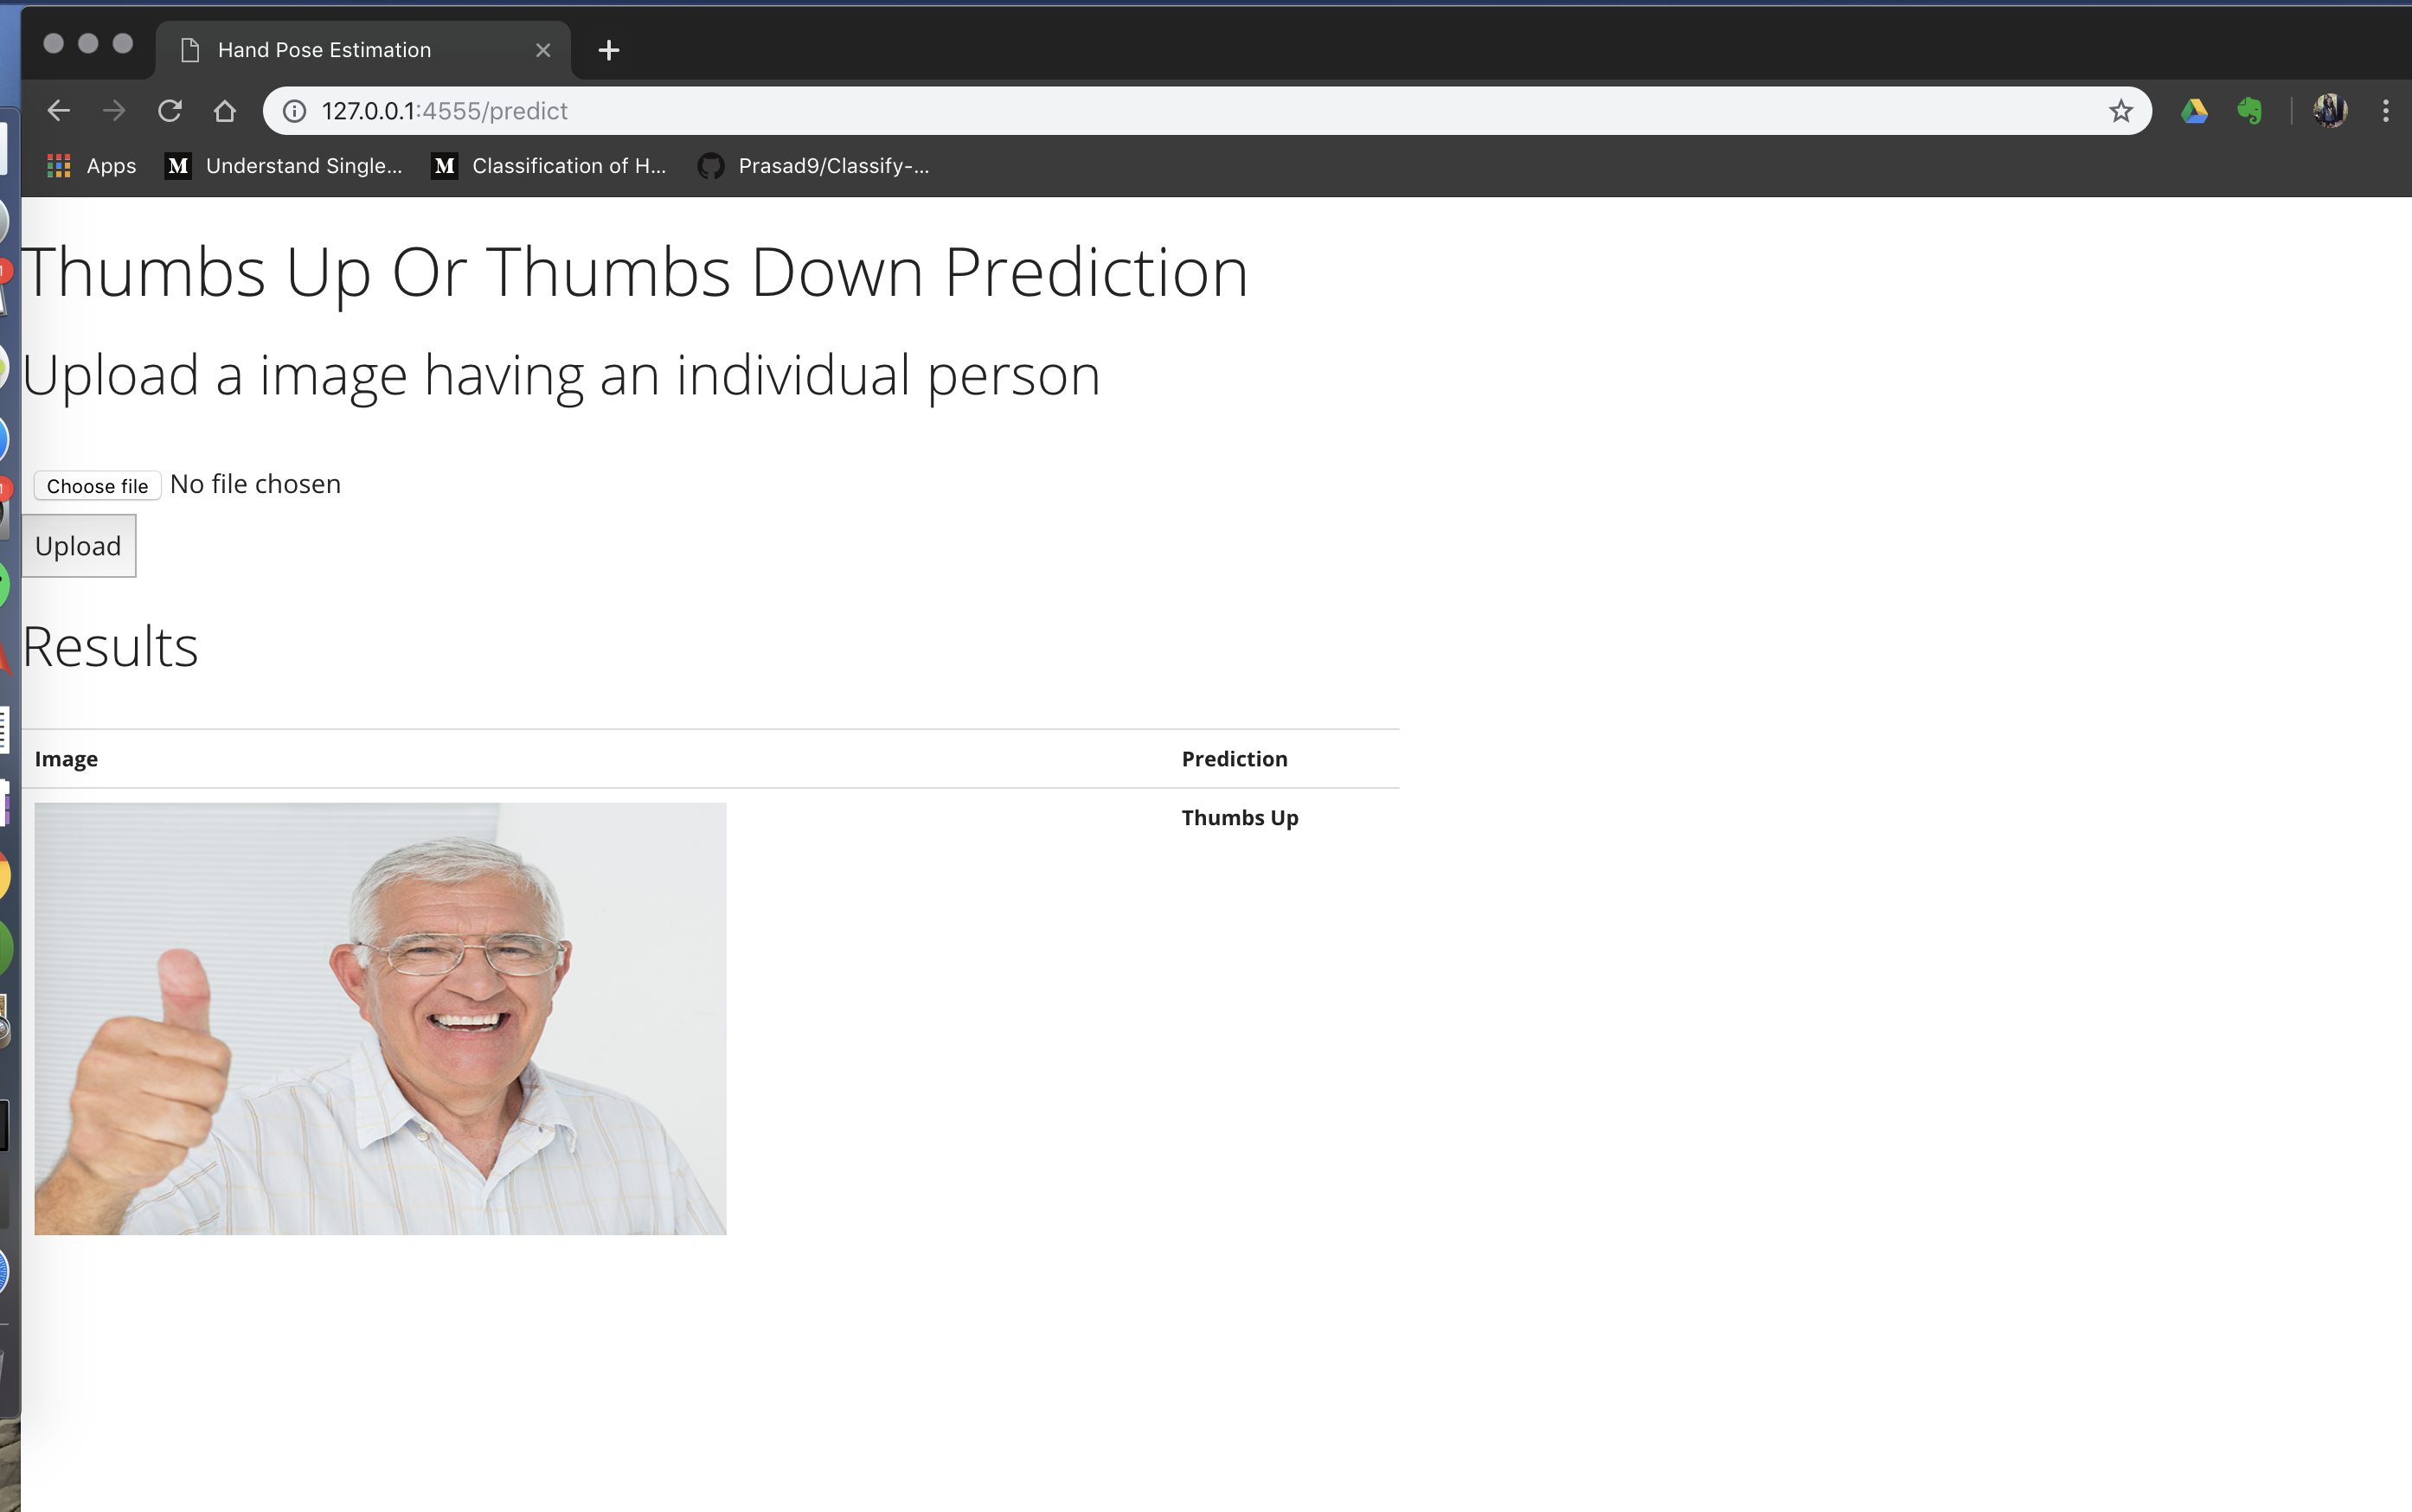 Hand Pose Estimation
127.0.0.1:4555/predict
Apps M Understand Single... M Classification of H... Prasad9/Classify-...
Thumbs Up Or Thumbs Down Prediction
Upload a image having an individual person
Choose file No file chosen
Upload
Results
Image Prediction
Thumbs Up